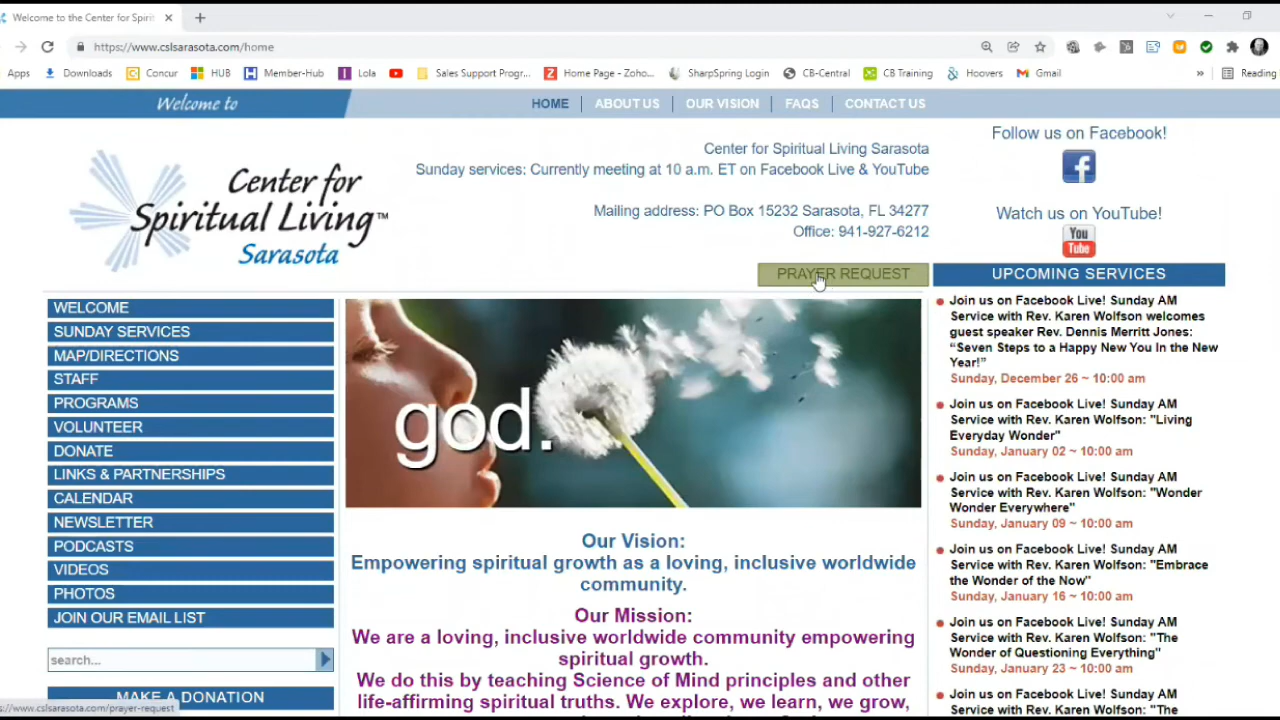 Welcome to the Center for Spirit
https://www.cslsarasota.com/home
Apps
Downloads
Concur
HUB
Member-Hub
Lola
Sales Support Progr...
Home Page - Zoho...
SharpSpring Login
CB-Central
CB Training
Hoovers
Gmail
»
Reading
Welcome to
HOME
ABOUT US
OUR VISION
FAQS
CONTACT US
Center for
Spiritual Living™
Sarasota
Center for Spiritual Living Sarasota
Sunday services: Currently meeting at 10 a.m. ET on Facebook Live & YouTube
Mailing address: PO Box 15232 Sarasota, FL 34277
Office: 941-927-6212
Follow us on Facebook!
f
Watch us on YouTube!
You
Tube
PRAYER REQUEST
UPCOMING SERVICES
WELCOME
SUNDAY SERVICES
MAP/DIRECTIONS
STAFF
PROGRAMS
VOLUNTEER
DONATE
LINKS & PARTNERSHIPS
CALENDAR
NEWSLETTER
PODCASTS
VIDEOS
PHOTOS
JOIN OUR EMAIL LIST
search...
MAKE A DONATION
s://www.cslsarasota.com/prayer-request
god.
Our Vision:
Empowering spiritual growth as a loving, inclusive worldwide
community.
Our Mission:
We are a loving, inclusive worldwide community empowering
spiritual growth.
We do this by teaching Science of Mind principles and other
life-affirming spiritual truths. We explore, we learn, we grow,
Join us on Facebook Live! Sunday AM
Service with Rev. Karen Wolfson welcomes
guest speaker Rev. Dennis Merritt Jones:
“Seven Steps to a Happy New You In the New
Year!”
Sunday, December 26 ~ 10:00 am
Join us on Facebook Live! Sunday AM
Service with Rev. Karen Wolfson: "Living
Everyday Wonder"
Sunday, January 02 ~ 10:00 am
Join us on Facebook Live! Sunday AM
Service with Rev. Karen Wolfson: "Wonder
Wonder Everywhere"
Sunday, January 09 ~ 10:00 am
Join us on Facebook Live! Sunday AM
Service with Rev. Karen Wolfson: "Embrace
the Wonder of the Now"
Sunday, January 16 ~ 10:00 am
Join us on Facebook Live! Sunday AM
Service with Rev. Karen Wolfson: "The
Wonder of Questioning Everything"
Sunday, January 23 ~ 10:00 am
Join us on Facebook Live! Sunday AM
Service with Rev. Karen Wolfson: "The